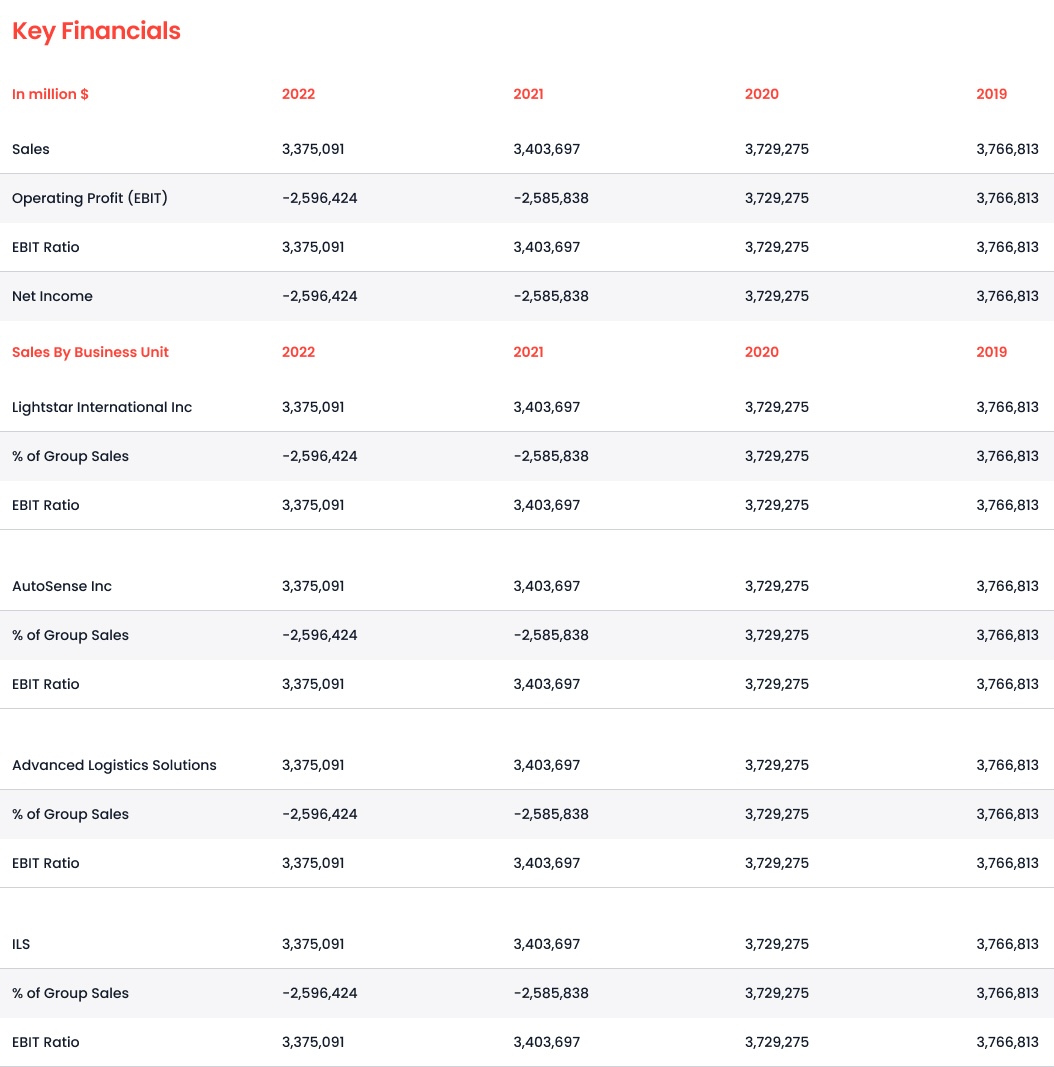 Key Financials
In million $ 2022 2021 2020 2019
Sales 3,375,091 3,403,697 3,729,275 3,766,813
Operating Profit (EBIT) -2,596,424 -2,585,838 3,729,275 3,766,813
EBIT Ratio 3,375,091 3,403,697 3,729,275 3,766,813
Net Income -2,596,424 -2,585,838 3,729,275 3,766,813
Sales By Business Unit 2022 2021 2020 2019
Lightstar International Inc 3,375,091 3,403,697 3,729,275 3,766,813
% of Group Sales -2,596,424 -2,585,838 3,729,275 3,766,813
EBIT Ratio 3,375,091 3,403,697 3,729,275 3,766,813
AutoSense Inc 3,375,091 3,403,697 3,729,275 3,766,813
% of Group Sales -2,596,424 -2,585,838 3,729,275 3,766,813
EBIT Ratio 3,375,091 3,403,697 3,729,275 3,766,813
Advanced Logistics Solutions 3,375,091 3,403,697 3,729,275 3,766,813
% of Group Sales -2,596,424 -2,585,838 3,729,275 3,766,813
EBIT Ratio 3,375,091 3,403,697 3,729,275 3,766,813
ILS 3,375,091 3,403,697 3,729,275 3,766,813
% of Group Sales -2,596,424 -2,585,838 3,729,275 3,766,813
EBIT Ratio 3,375,091 3,403,697 3,729,275 3,766,813